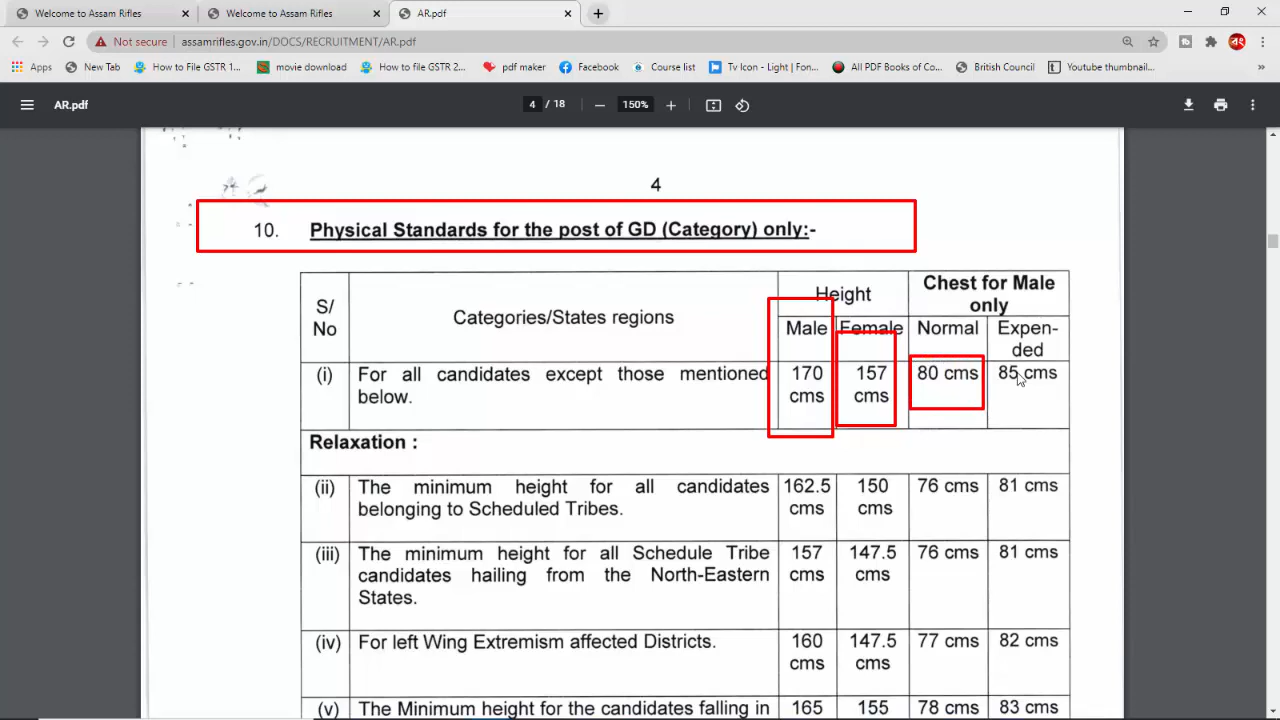 Welcome to Assam Rifles
Welcome to Assam Rifles
AR.pdf
Not secure
assamrifles.gov.in/DOCS/RECRUITMENT/AR.pdf
বং
Apps
New Tab
How to File GSTR 1...
movie download
How to file GSTR 2...
pdf maker
Facebook
Course list
Tv Icon - Light | Fon...
All PDF Books of Co...
British Council
Youtube thumbnail...
AR.pdf
4 / 18
150%
4
10. Physical Standards for the post of GD (Category) only:-
S/
No
Categories/States regions
Height
Chest for Male
only
Male
Female
Normal
Expen-
ded
(i)
For all candidates except those mentioned
below.
170
cms
157
cms
80 cms
85 cms
Relaxation :
(ii)
The minimum height for all candidates
belonging to Scheduled Tribes.
162.5
cms
150
cms
76 cms
81 cms
(iii)
The minimum height for all Schedule Tribe
candidates hailing from the North-Eastern
States.
157
cms
147.5
cms
76 cms
81 cms
(iv)
For left Wing Extremism affected Districts.
160
cms
147.5
cms
77 cms
82 cms
(v)
The Minimum height for the candidates falling in
165
155
78 cms
83 cms